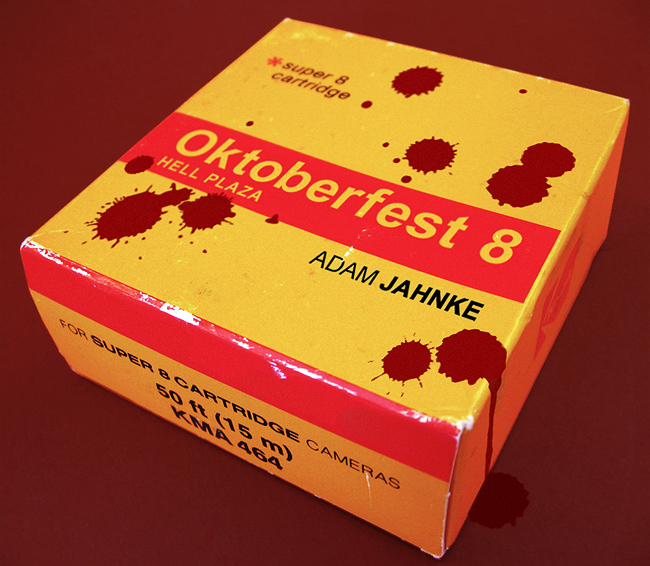 *super 8
cartridge
Oktoberfest 8
HELL PLAZA
ADAM JAHNKE
FOR SUPER 8 CARTRIDGE CAMERAS
50 ft (15 m)
KMA 464